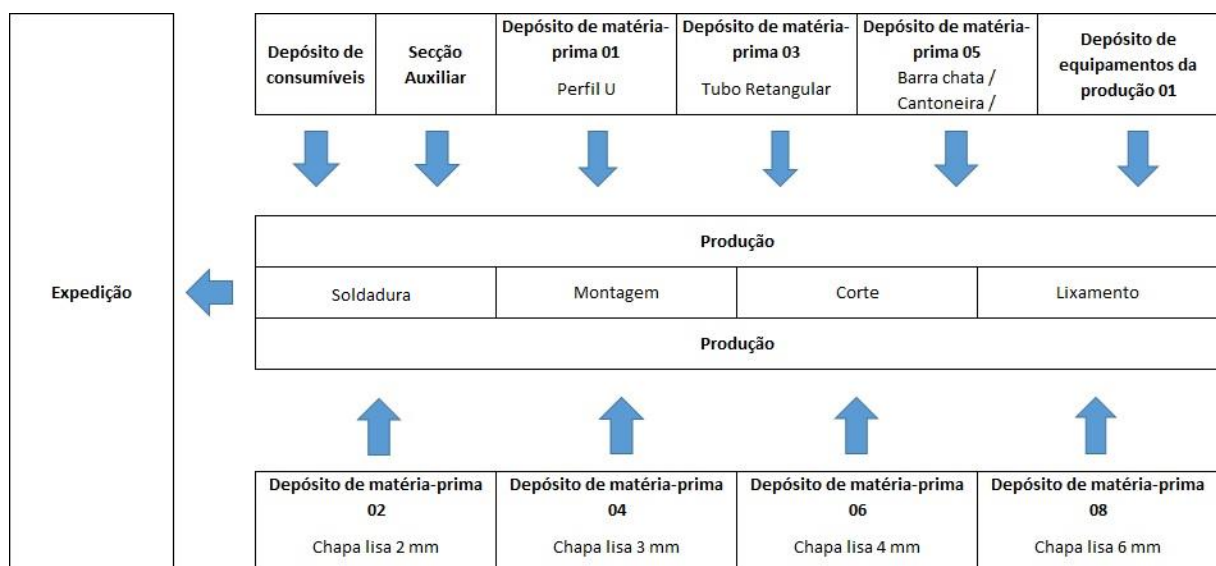 Depósito de
consumíveis
Secção
Auxiliar
Depósito de matéria-
prima 01
Perfil U
Depósito de matéria-
prima 03
Tubo Retangular
Depósito de matéria-
prima 05
Barra chata /
Cantoneira /
Depósito de
equipamentos da
produção 01
Expedição
Produção
Soldadura
Montagem
Corte
Lixamento
Produção
Depósito de matéria-prima
02
Chapa lisa 2 mm
Depósito de matéria-prima
04
Chapa lisa 3 mm
Depósito de matéria-prima
06
Chapa lisa 4 mm
Depósito de matéria-prima
08
Chapa lisa 6 mm